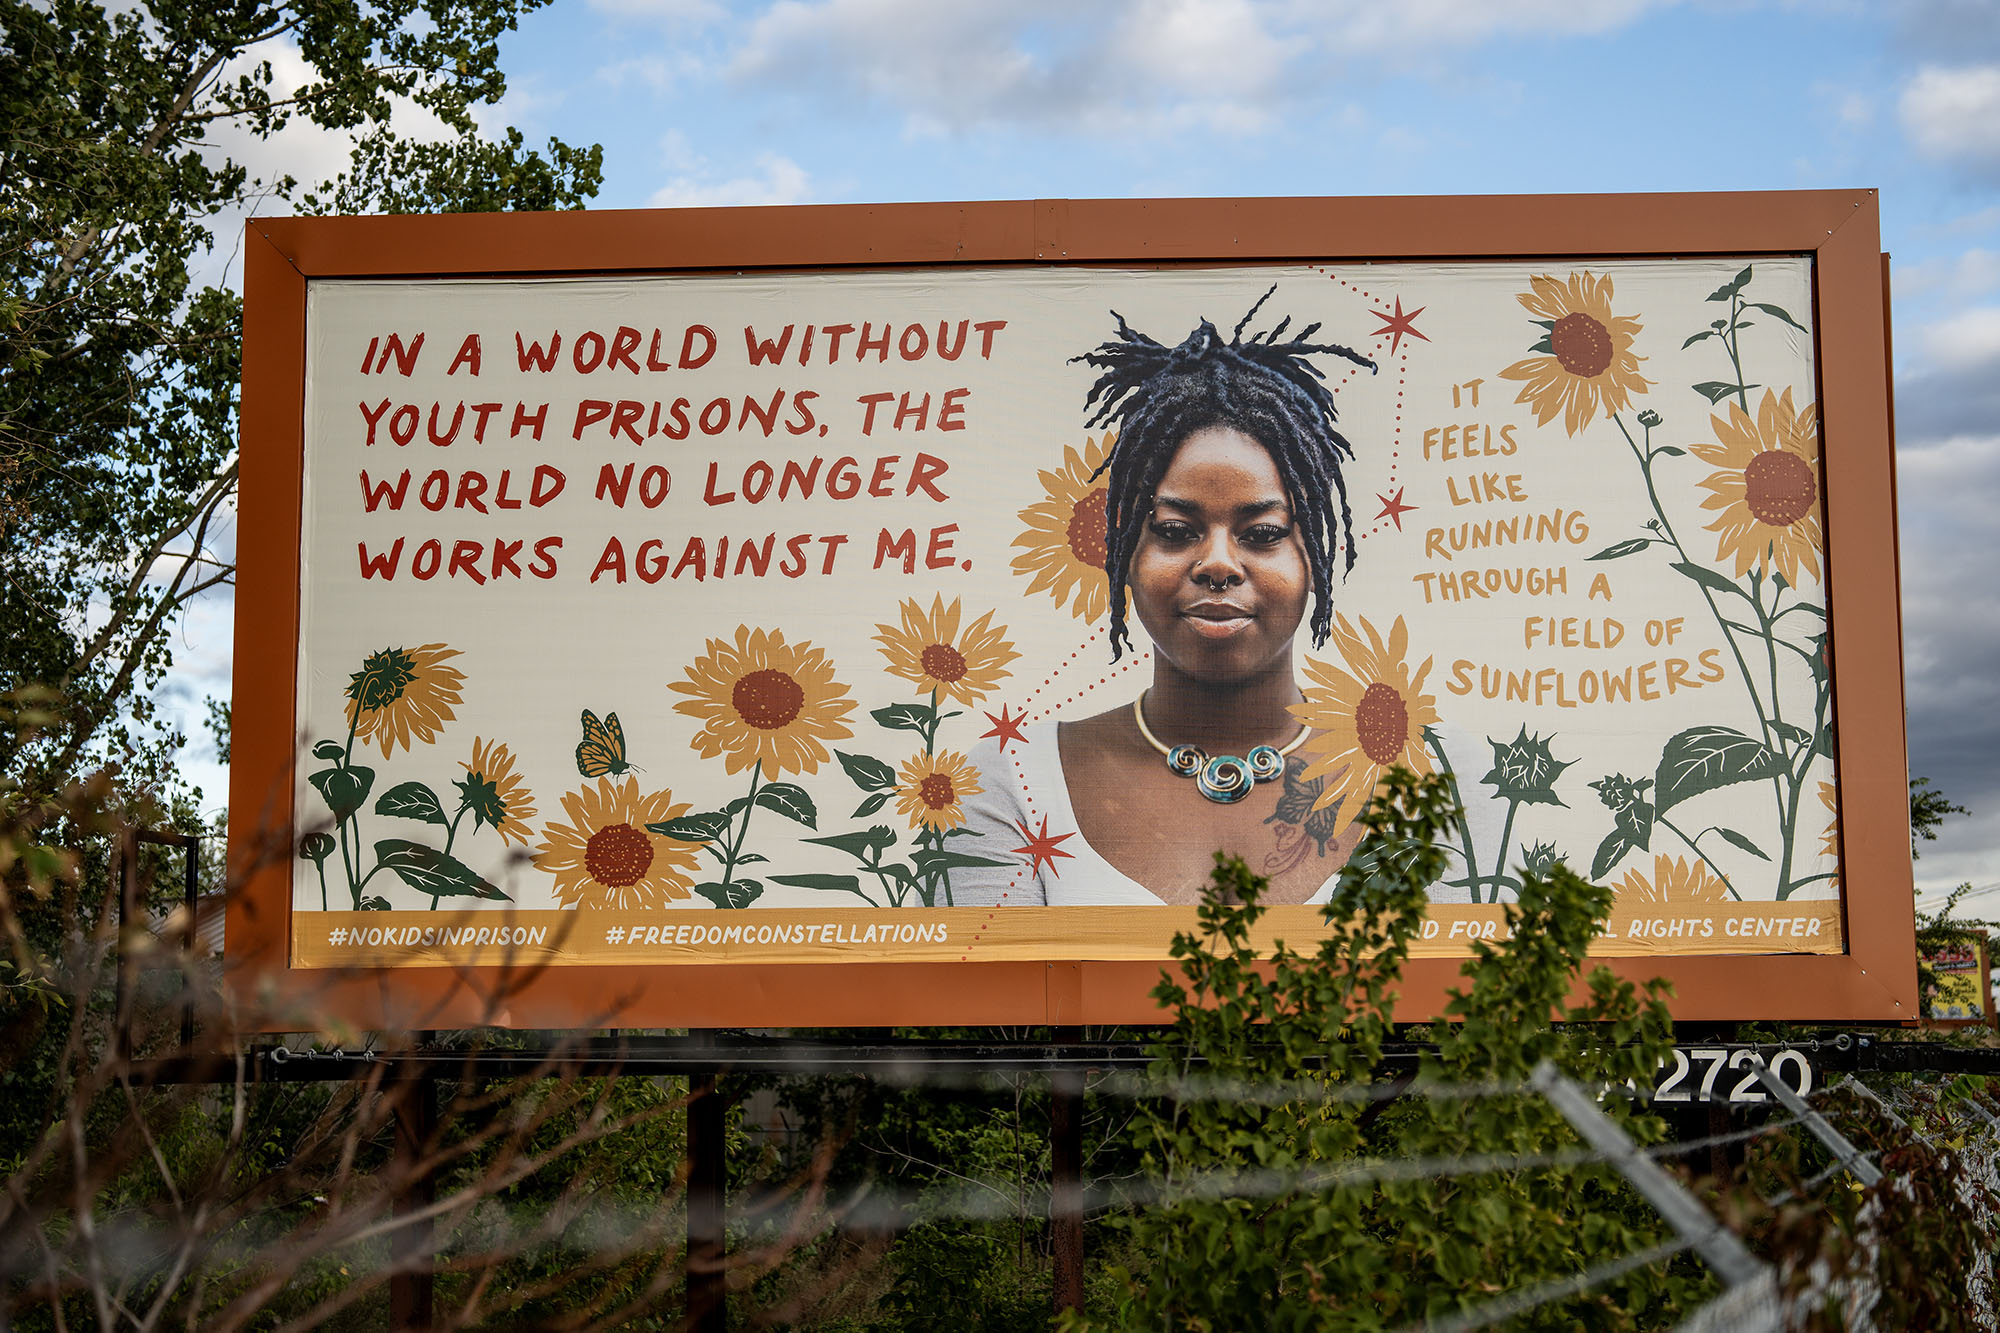 IN A WORLD WITHOUT
YOUTH PRISONS, THE
WORLD NO LONGER
WORKS AGAINST ME.
IT
FEELS
LIKE
RUNNING
THROUGH A
FIELD OF
SUNFLOWERS
#NOKIDSINPRISON #FREEDOMCONSTELLATIONS FOR RIGHTS CENTER
2720